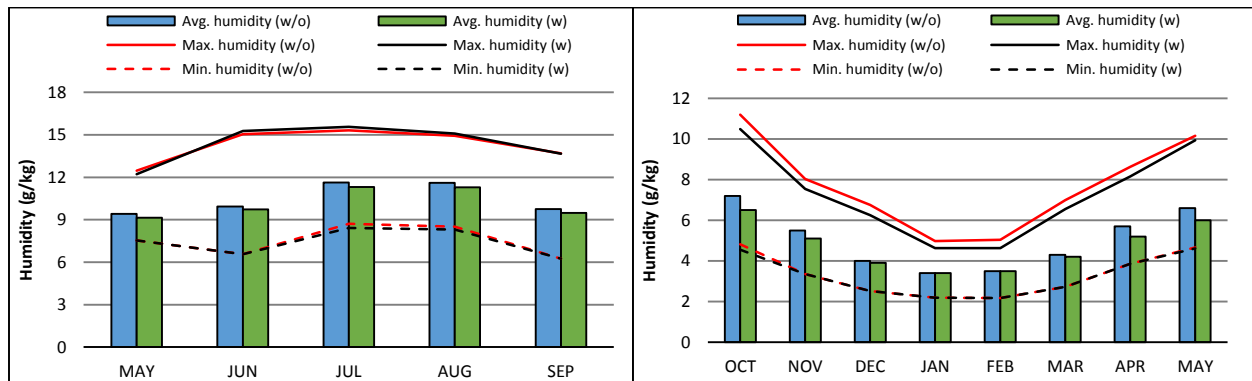 Avg. humidity (w/o) Avg. humidity (w)
Max. humidity (w/o) Max. humidity (w)
Min. humidity (w/o) Min. humidity (w)
Humidity (g/kg)
18
15
12
9
6
3
0
MAY JUN JUL AUG SEP
Avg. humidity (w/o) Avg. humidity (w)
Max. humidity (w/o) Max. humidity (w)
Min. humidity (w/o) Min. humidity (w)
Humidity (g/kg)
12
10
8
6
4
2
0
OCT NOV DEC JAN FEB MAR APR MAY